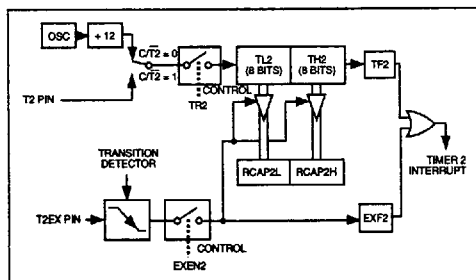 OSC
÷ 12
C/T2 = 0
C/T2 = 1
T2 PIN
CONTROL
TR2
TL2
(8 BITS)
TH2
(8 BITS)
TF2
TRANSITION
DETECTOR
RCAP2L
RCAP2H
TIMER 2
INTERRUPT
T2EX PIN
CONTROL
EXEN2
EXF2